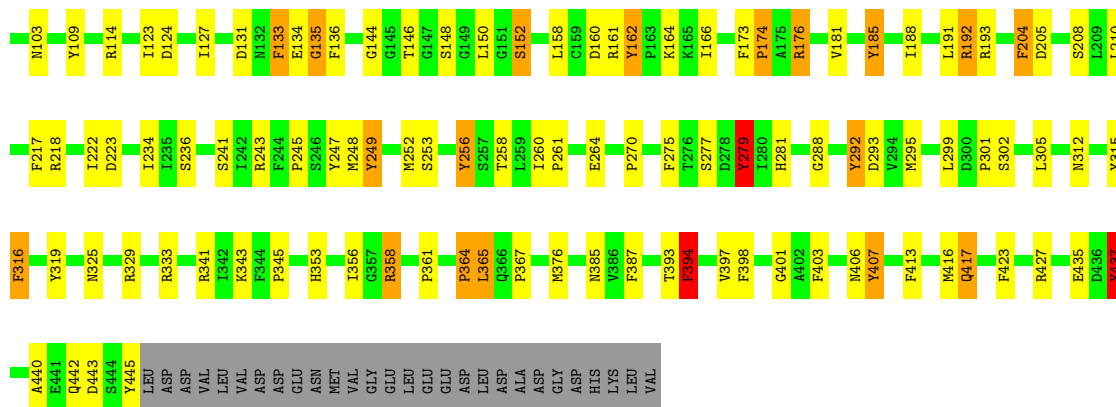 N103 Y109 R114 I123 D124 I127 D131 N132 F133 E134 G135 F136 G144 G145 T146 G147 S148 G149 L150 G151 S152 L158 C159 D160 R161 Y162 P163 K164 K165 I166 F173 P174 A175 R176 V181 Y185 I188 L191 R192 R193 F204 D205 S208 L209 L210
F217 R218 I222 D223 I234 I235 S236 S241 I242 R243 F244 P245 S246 Y247 M248 Y249 M252 S253 Y256 S257 T258 L259 I260 P261 E264 P270 F275 T276 S277 D278 Y279 I280 H281 G288 Y292 D293 V294 M295 L299 D300 P301 S302 L305 N312 Y315
F316 Y319 N325 R329 R333 R341 I342 K343 F344 P345 H353 I356 G357 R358 P361 P364 L365 Q366 P367 M376 N385 V386 F387 T393 F394 V397 F398 G401 A402 F403 N406 Y407 F413 M416 Q417 F423 R427 E435 D436 Y437
A440 E441 Q442 D443 S444 Y445 LEU ASP ASP VAL LEU VAL ASP ASP GLU ASN MET VAL GLY GLU LEU GLU GLU ASP LEU ASP ALA ASP GLY ASP HIS LYS LEU VAL